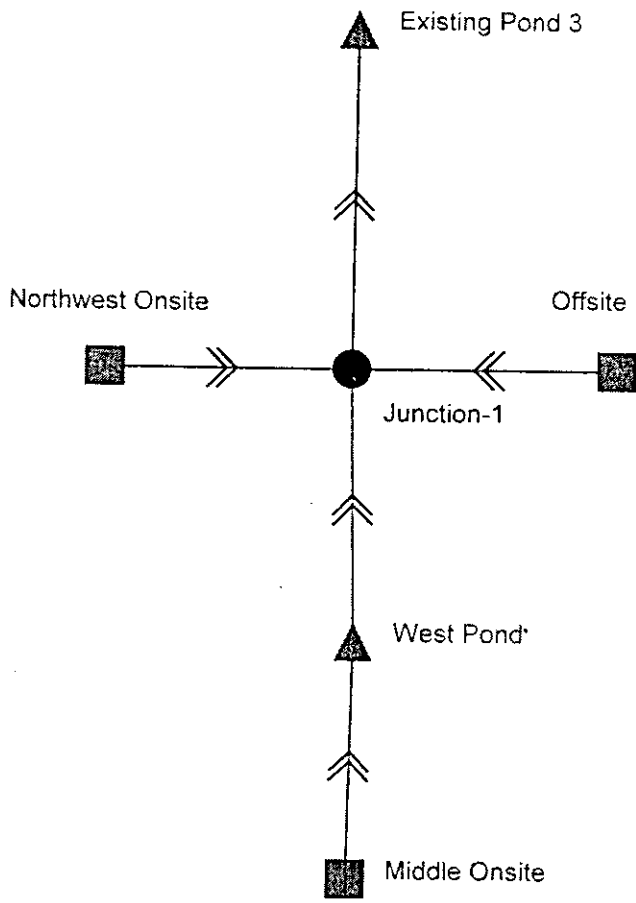 Existing Pond 3
Northwest Onsite
Offsite
Junction-1
West Pond
Middle Onsite